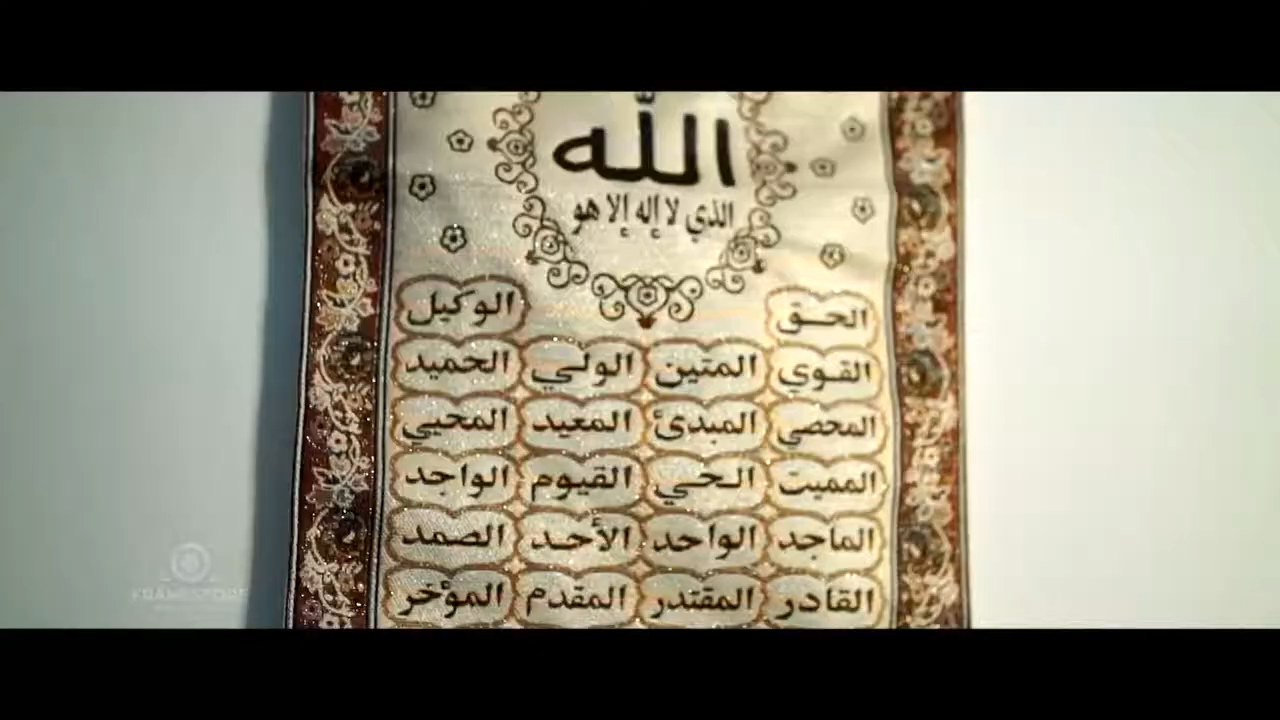 الله
الذي لا إله إلا هو
الحق الوكيل
القوي المتين الولي الحميد
المحصي المبدئ المعيد المحيي
المميت الحي القيوم الواجد
الماجد الواحد الأحد الصمد
القادر المقتدر المقدم المؤخر